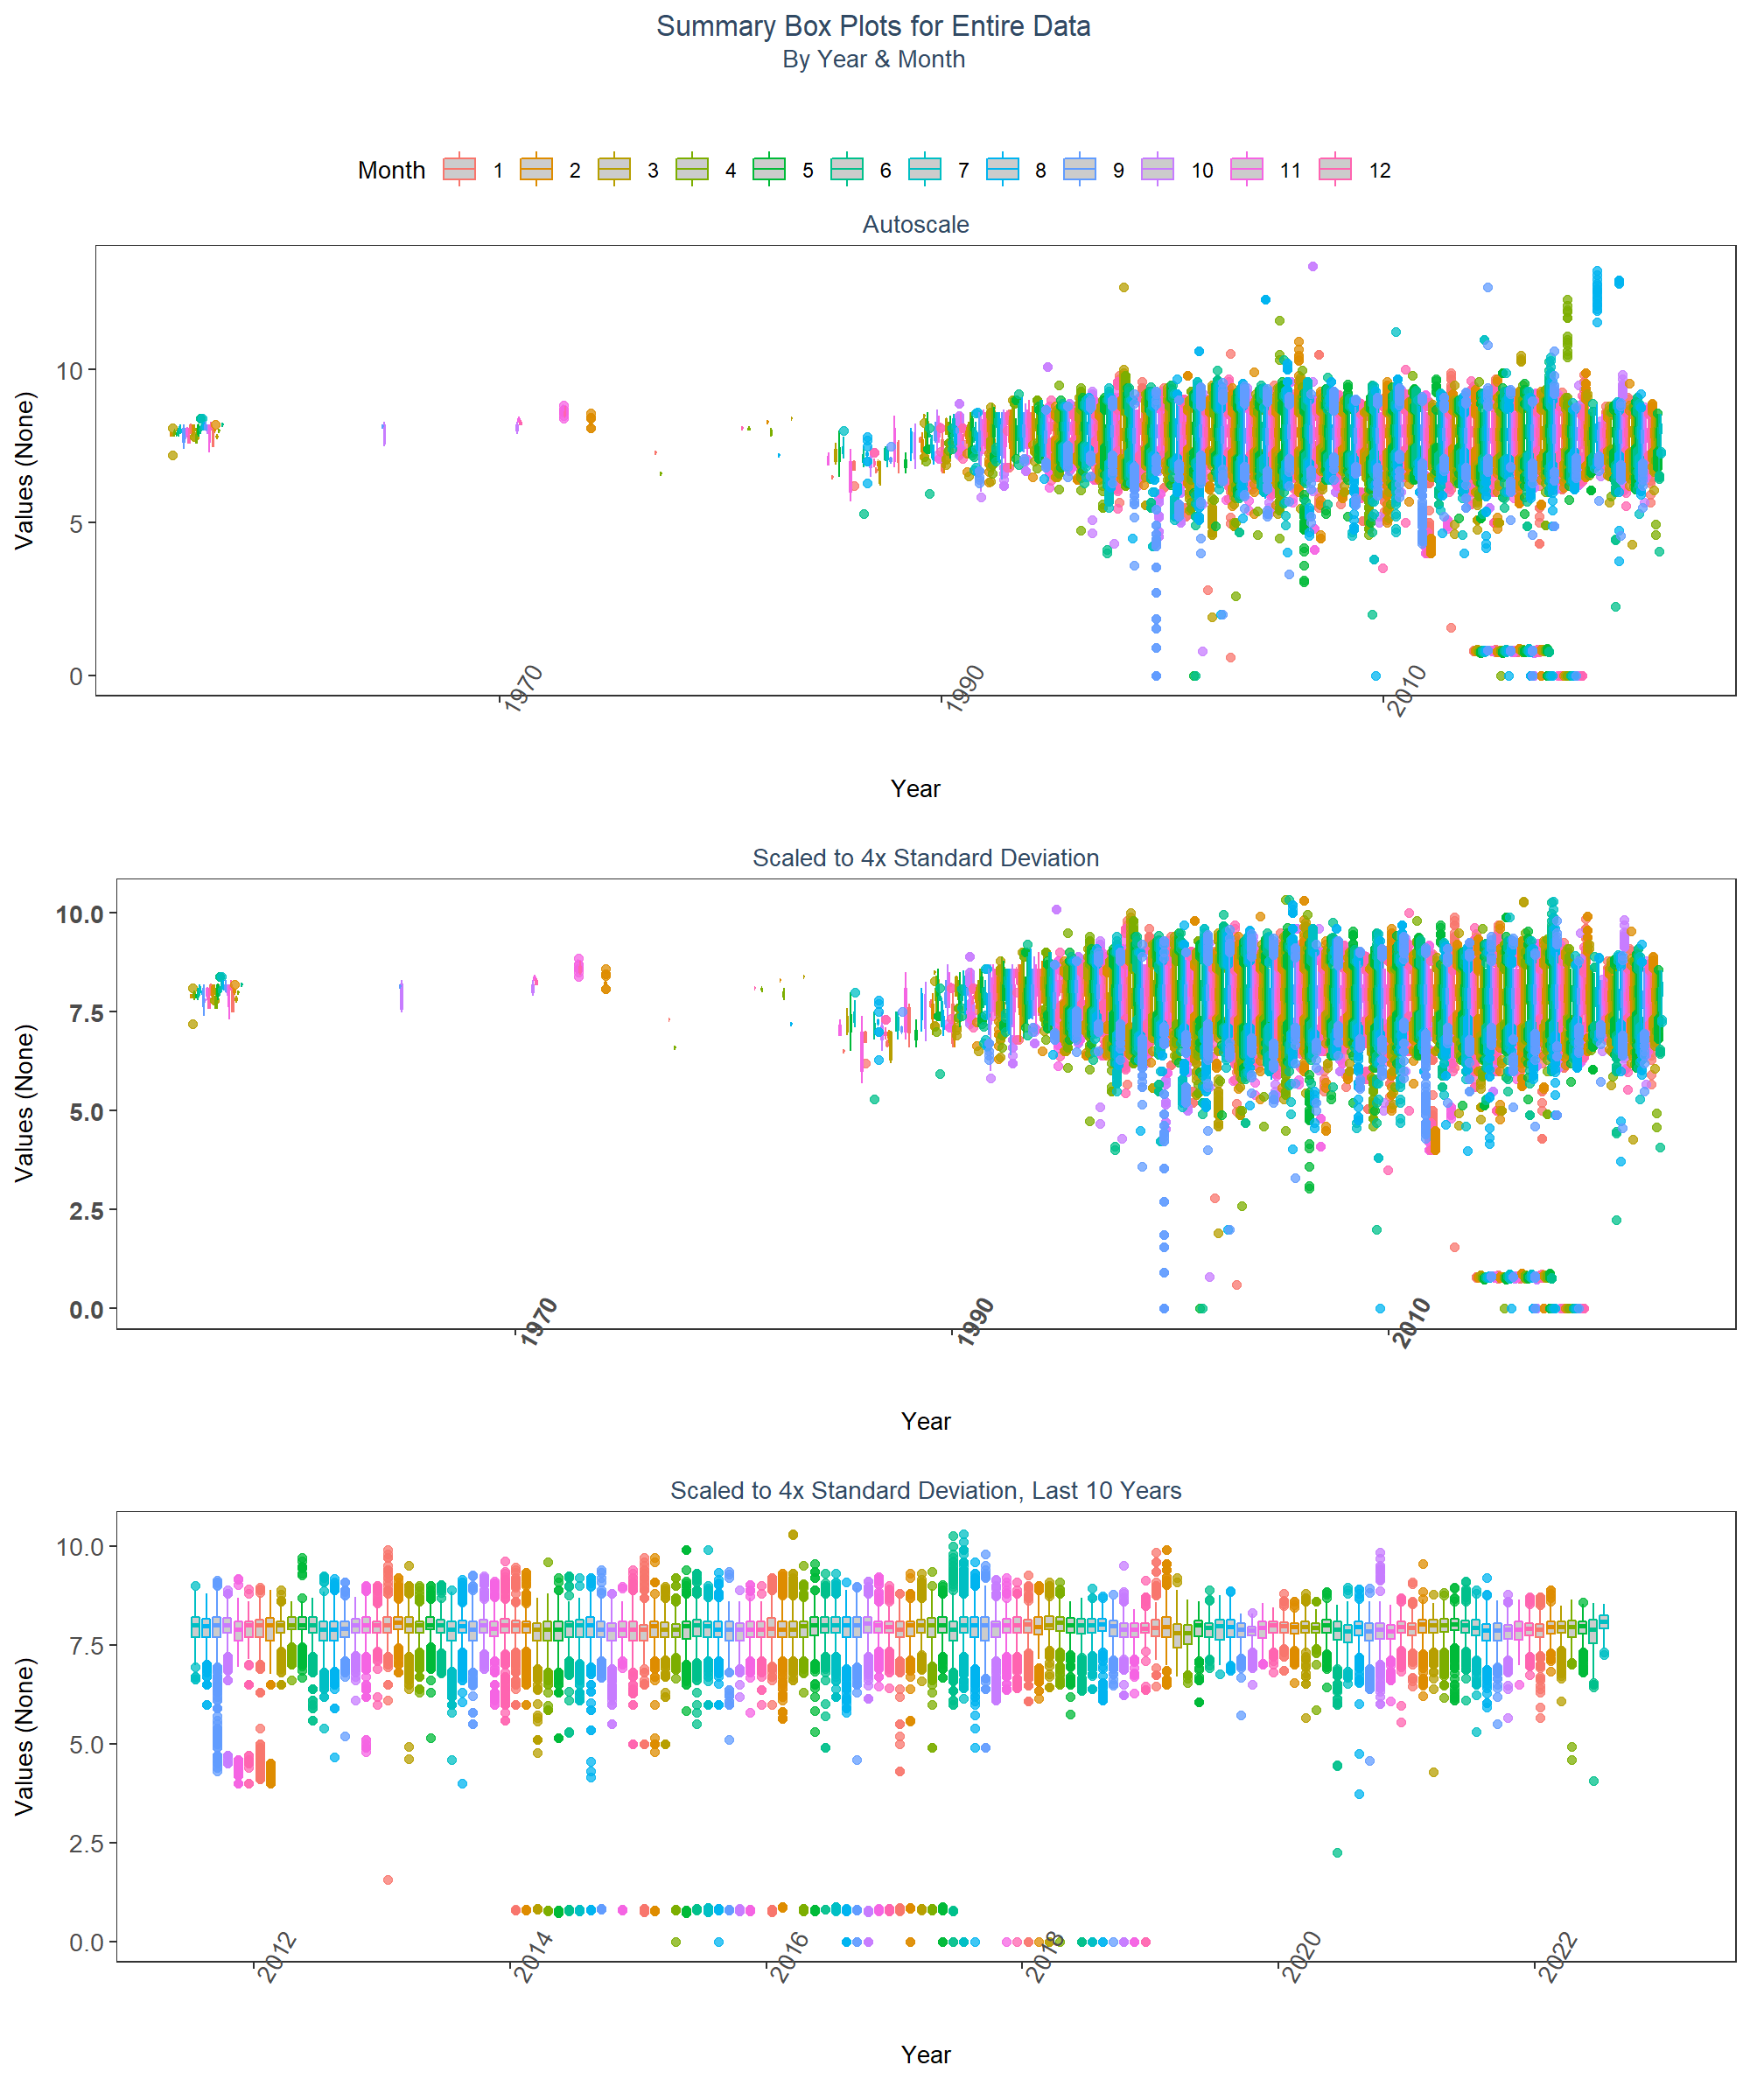 Summary Box Plots for Entire Data
By Year & Month
Month 1 2 3 4 5 6 7 8 9 10 11 12
Autoscale
Values (None)
10
5
0
1970 1990 2010
Year
Scaled to 4x Standard Deviation
Values (None)
10.0
7.5
5.0
2.5
0.0
1970 1990 2010
Year
Scaled to 4x Standard Deviation, Last 10 Years
Values (None)
10.0
7.5
5.0
2.5
0.0
2012 2014 2016 2018 2020 2022
Year